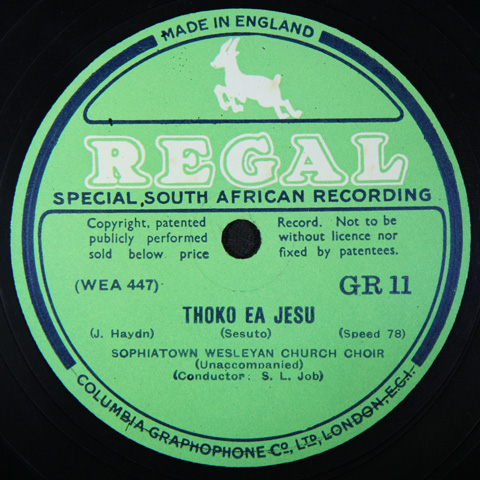 MADE IN ENGLAND
REGAL
SPECIAL, SOUTH AFRICAN RECORDING
Copyright, patented Record. Not to be
publicly performed without licence nor
sold below price fixed by patentees.
(WEA 447) GR 11
THOKO EA JESU
(J. Haydn) (Sesuto) (Speed 78)
SOPHIATOWN WESLEYAN CHURCH CHOIR
(Unaccompanied)
(Conductor: S. L. Job)
COLUMBIA GRAPHOPHONE Co., LTD, LONDON, E.C.1.